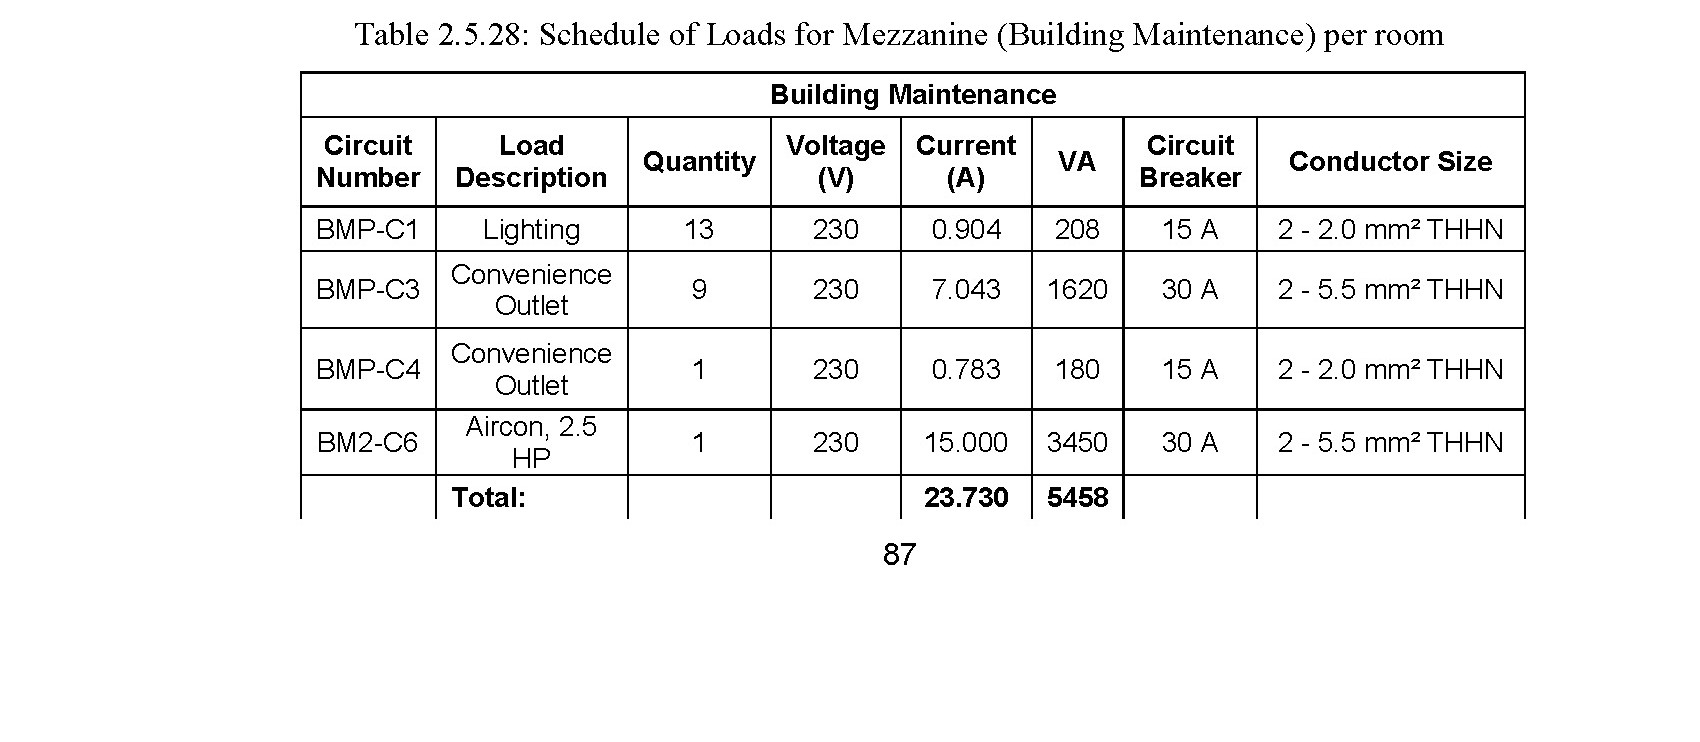 Table 2.5.28: Schedule of Loads for Mezzanine (Building Maintenance) per room
Building Maintenance
Circuit Number Load Description Quantity Voltage (V) Current (A) VA Circuit Breaker Conductor Size
BMP-C1 Lighting 13 230 0.904 208 15 A 2 - 2.0 mm² THHN
BMP-C3 Convenience Outlet 9 230 7.043 1620 30 A 2 - 5.5 mm² THHN
BMP-C4 Convenience Outlet 1 230 0.783 180 15 A 2 - 2.0 mm² THHN
BM2-C6 Aircon, 2.5 HP 1 230 15.000 3450 30 A 2 - 5.5 mm² THHN
Total: 23.730 5458
87